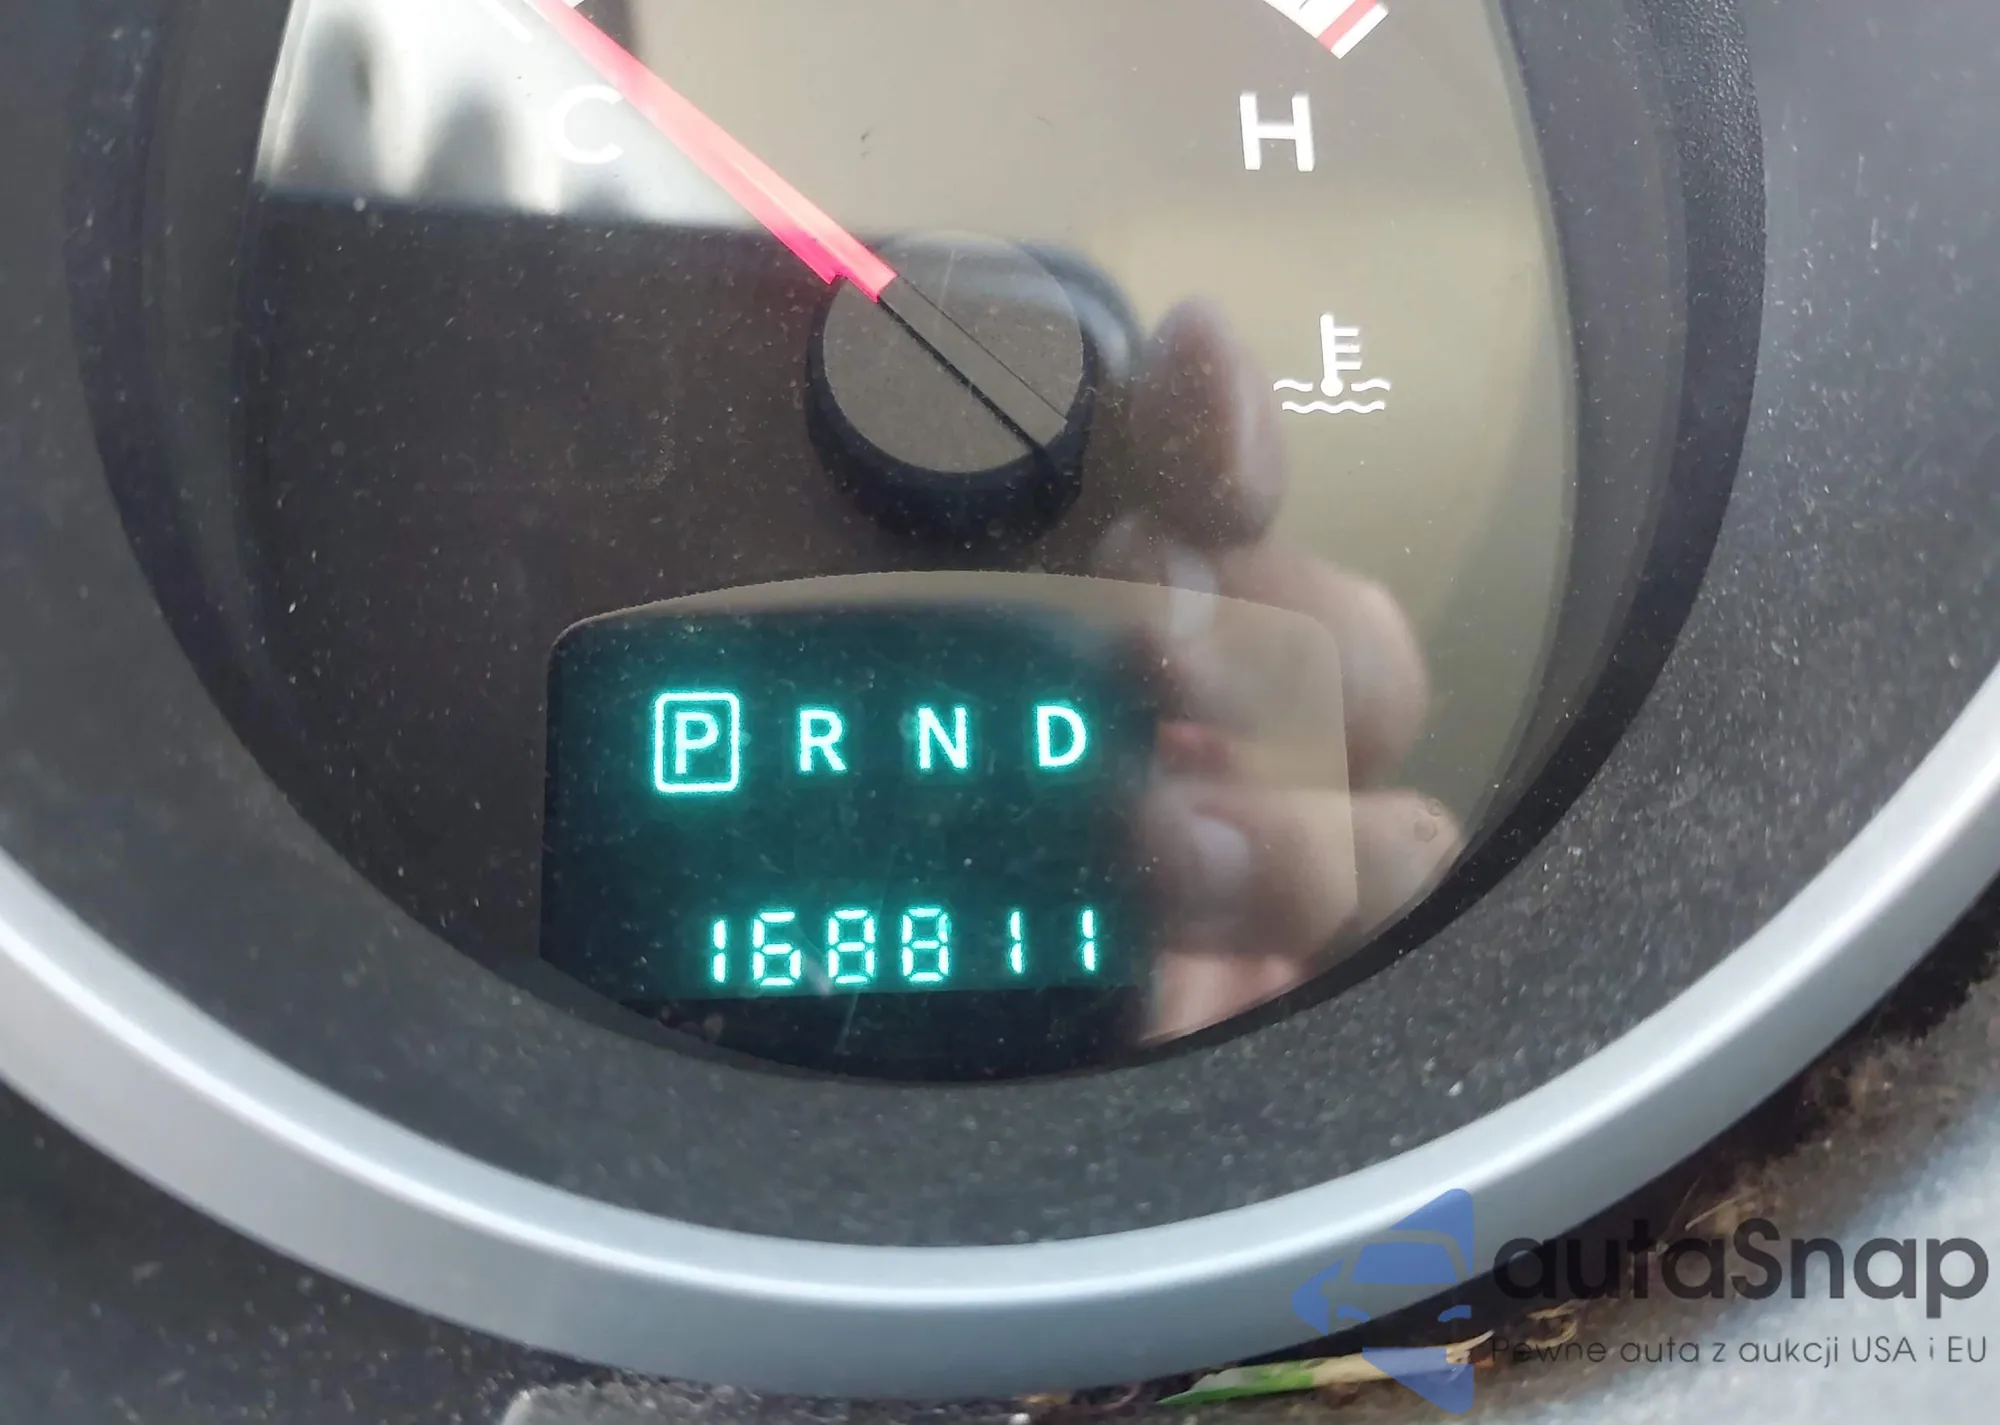 C H
P R N D
168811
autaSnap
Pewne auta z aukcji USA i EU